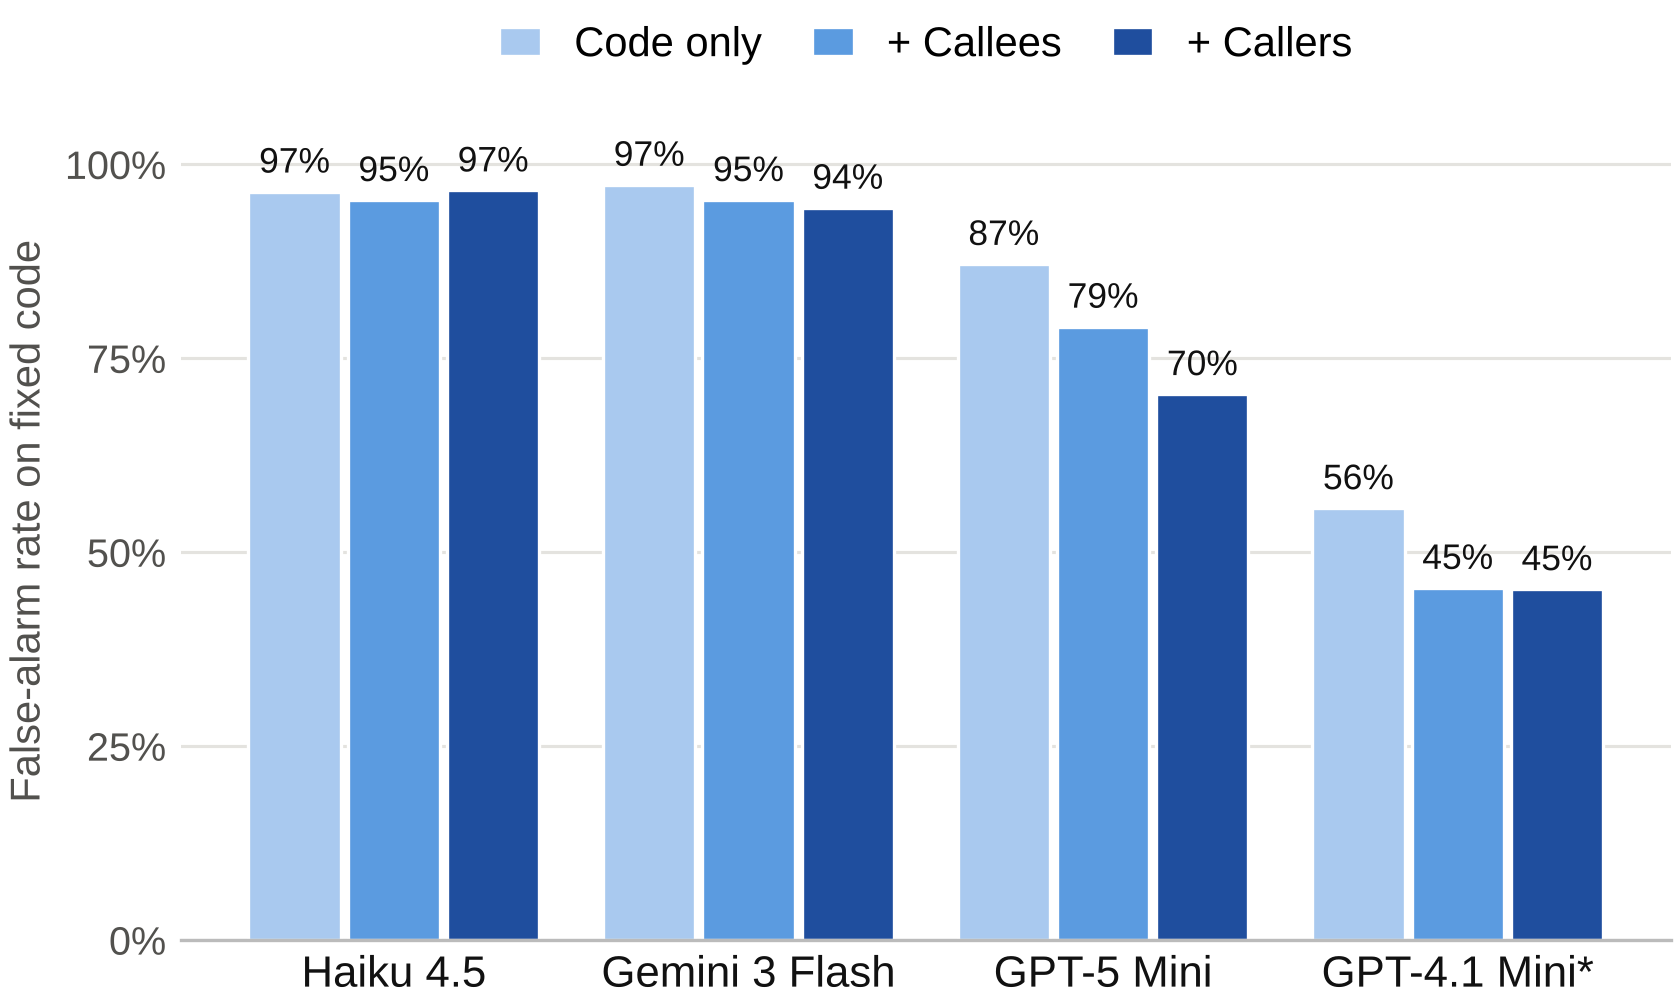 Code only + Callees + Callers
False-alarm rate on fixed code
100%
75%
50%
25%
0%
97% 95% 97%
97% 95% 94%
87% 79% 70%
56% 45% 45%
Haiku 4.5 Gemini 3 Flash GPT-5 Mini GPT-4.1 Mini*